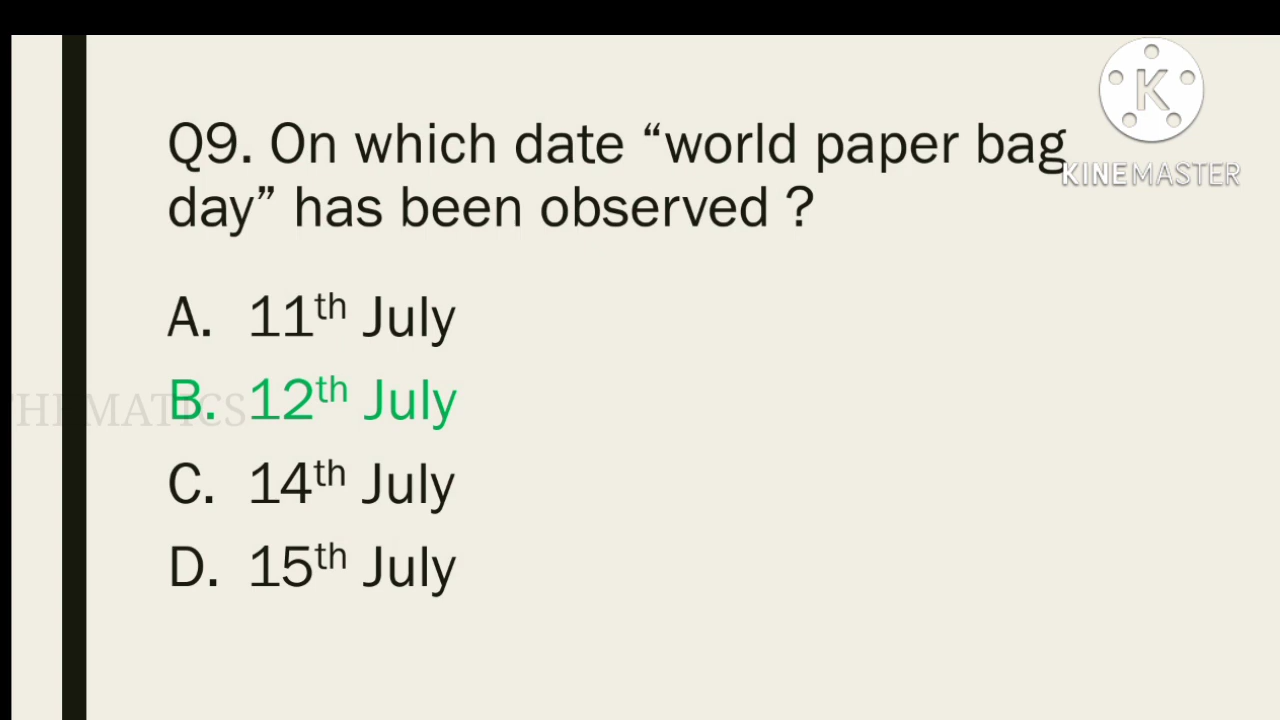 K
KINEMASTER
Q9. On which date “world paper bag
day” has been observed ?
A. 11th July
B. 12th July
C. 14th July
D. 15th July